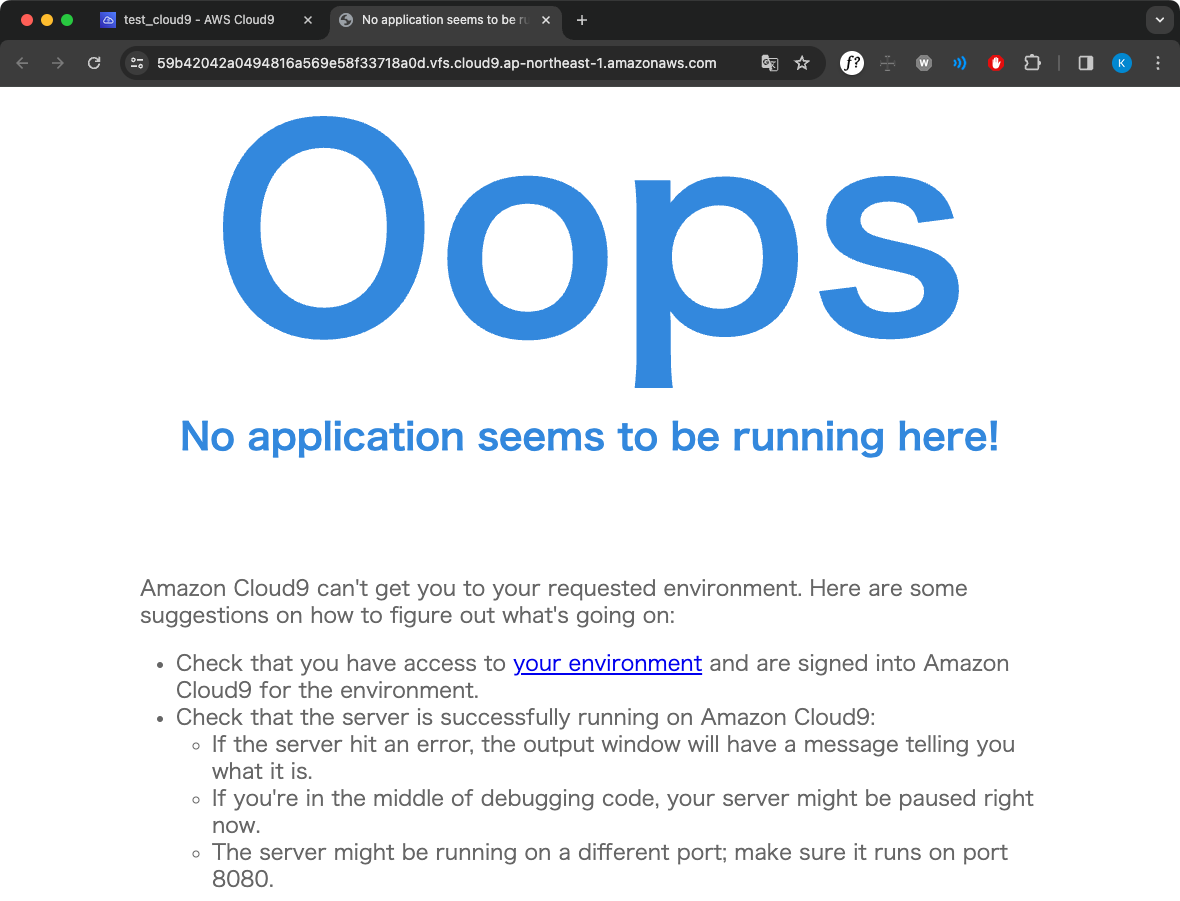 test_cloud9 - AWS Cloud9
No application seems to be ru
59b42042a0494816a569e58f33718a0d.vfs.cloud9.ap-northeast-1.amazonaws.com
f?
W
K
Oops
No application seems to be running here!
Amazon Cloud9 can't get you to your requested environment. Here are some
suggestions on how to figure out what's going on:
• Check that you have access to your environment and are signed into Amazon
Cloud9 for the environment.
• Check that the server is successfully running on Amazon Cloud9:
◦ If the server hit an error, the output window will have a message telling you
what it is.
◦ If you're in the middle of debugging code, your server might be paused right
now.
◦ The server might be running on a different port; make sure it runs on port
8080.